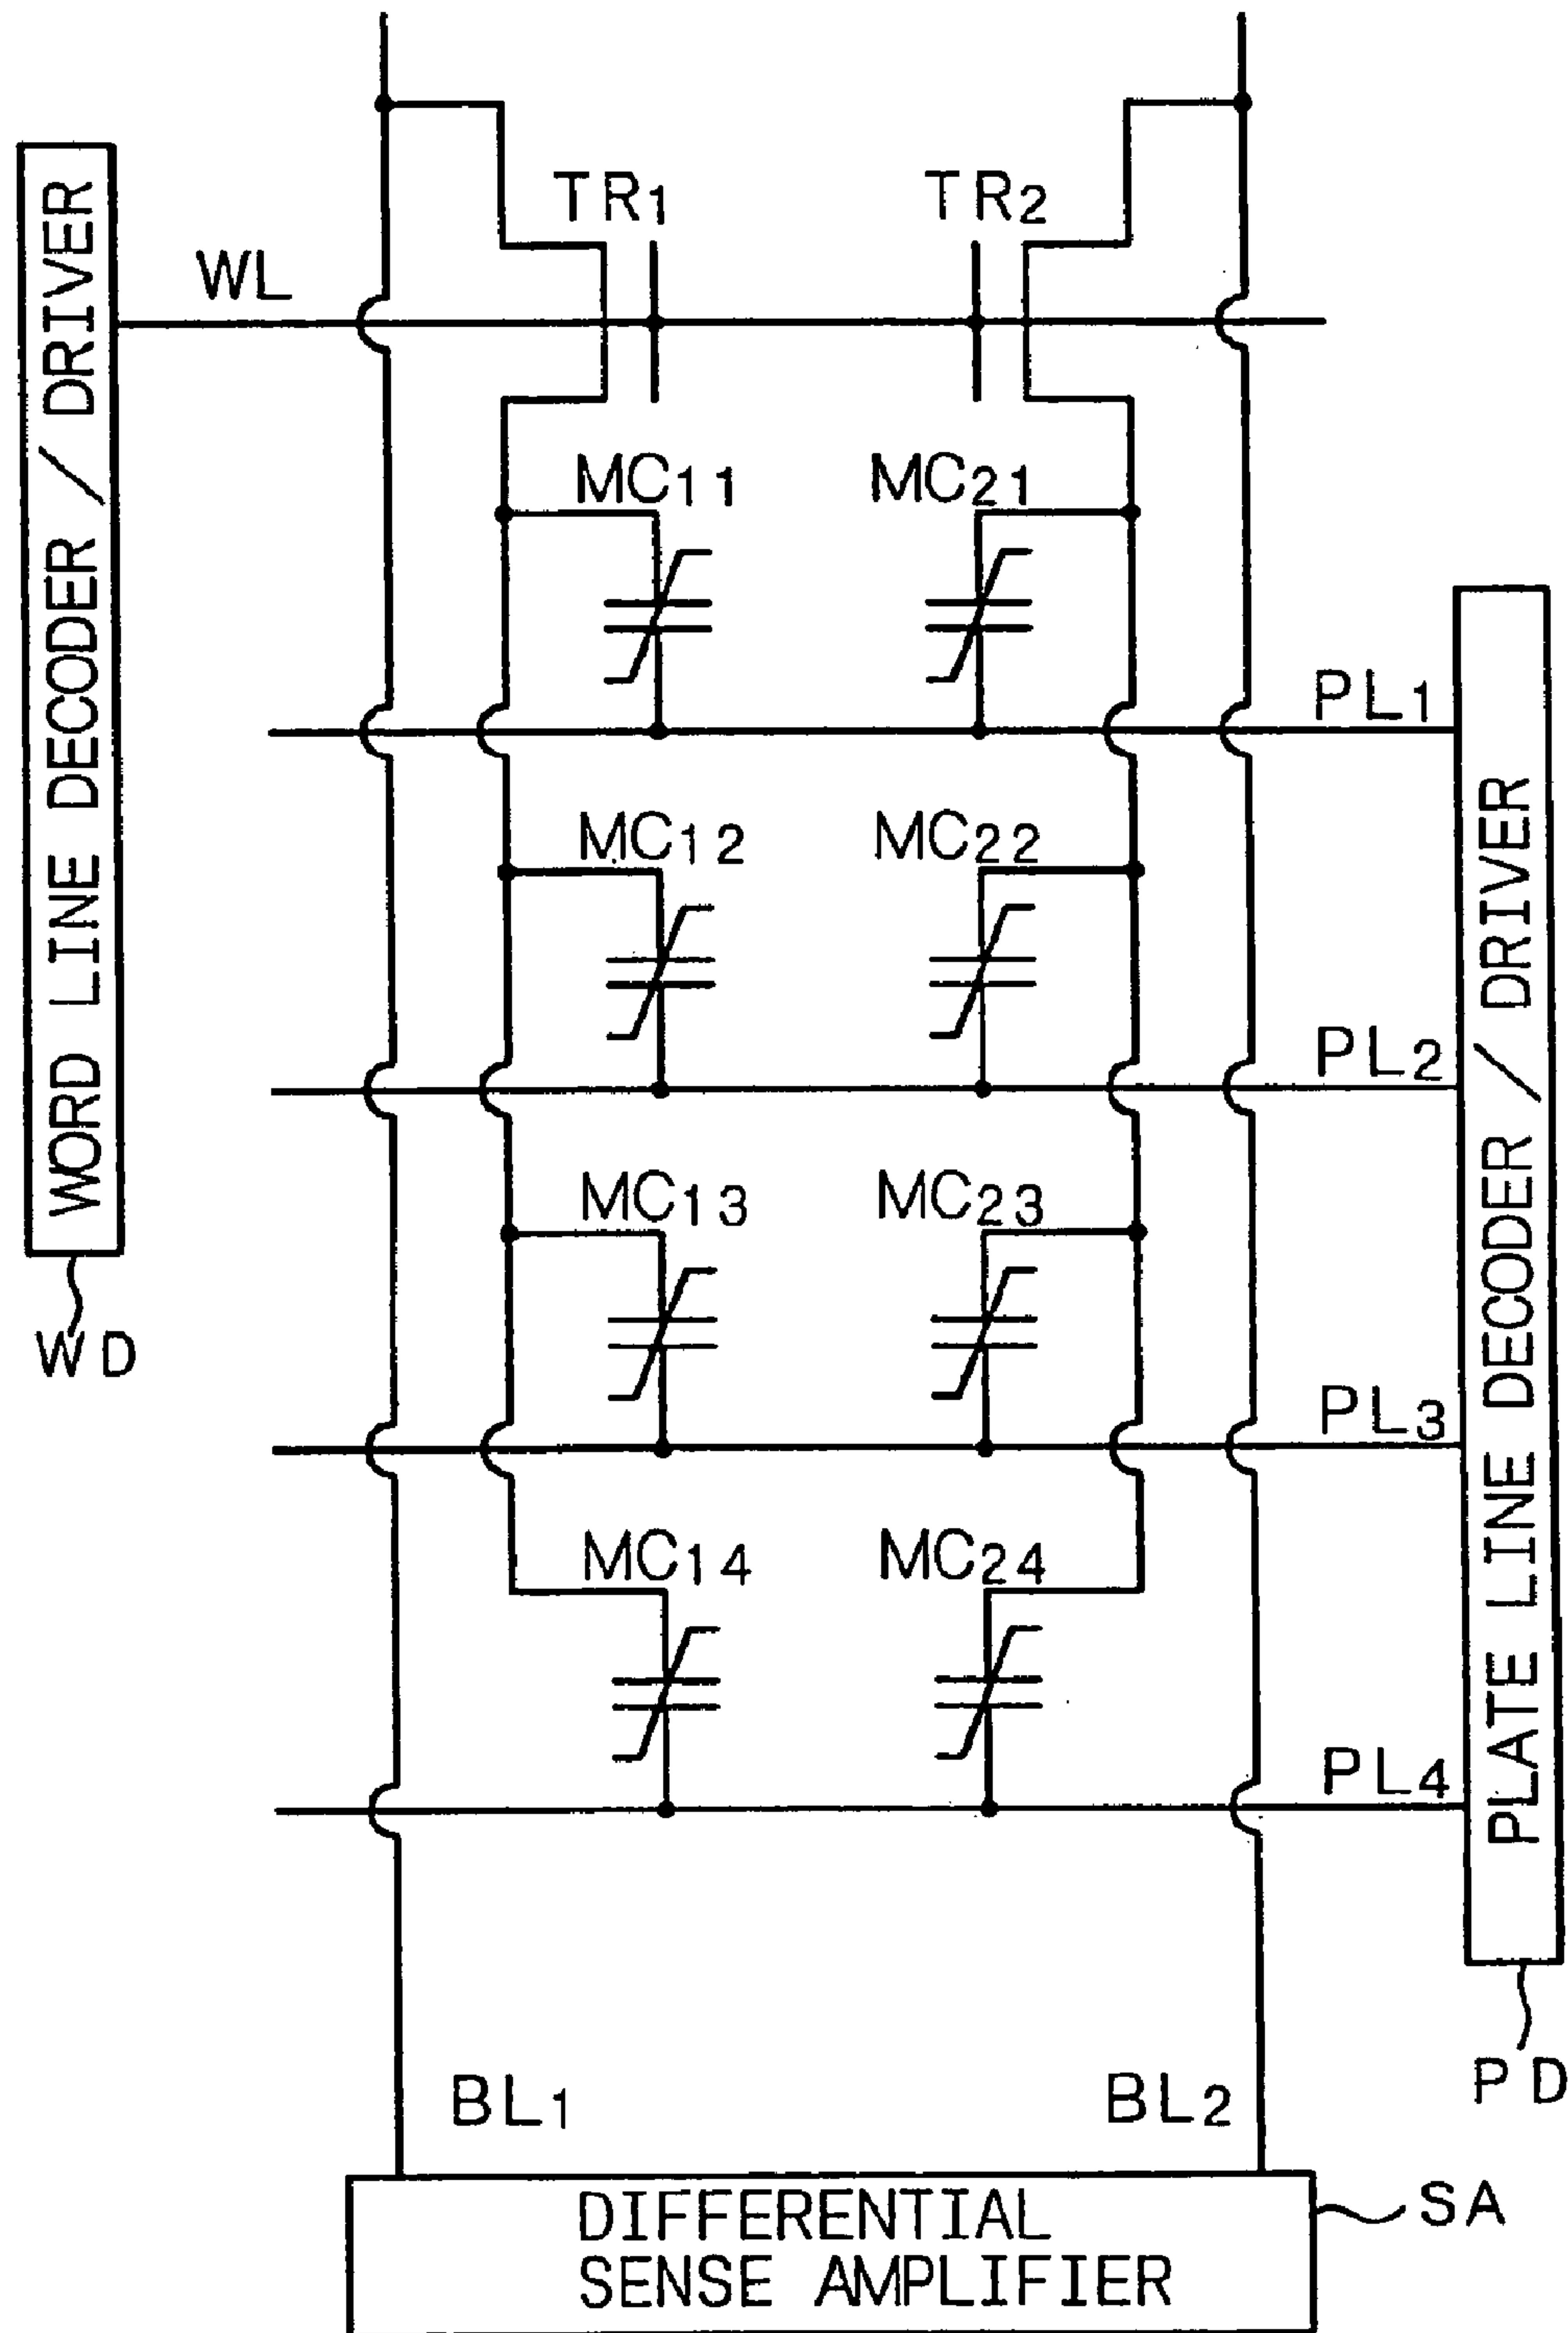 TR1
TR2
WORD LINE DECODER / DRIVER
WL
MC11
MC21
PL1
MC12
MC22
PL2
MC13
MC23
WD
PL3
MC14
MC24
PL4
PLATE LINE DECODER / DRIVER
PD
BL1
BL2
SA
DIFFERENTIAL
SENSE AMPLIFIER